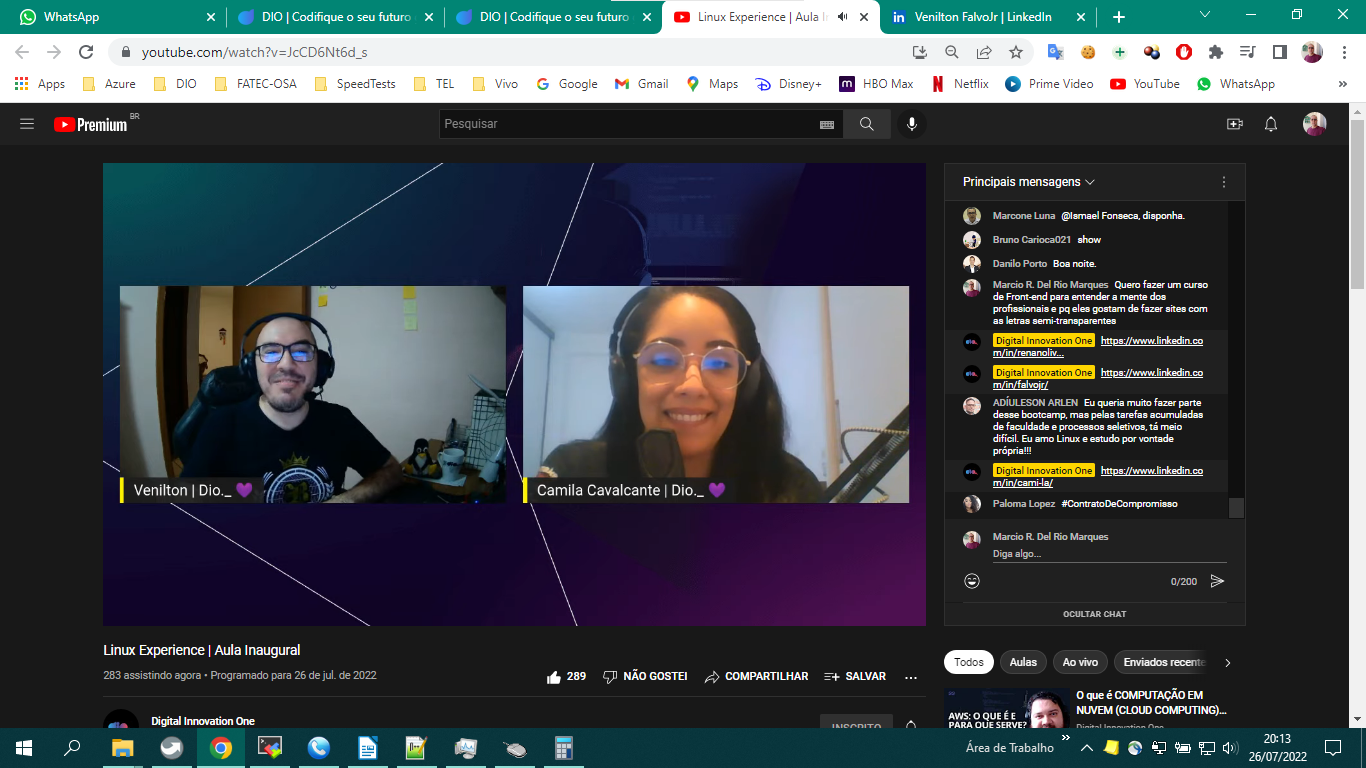 WhatsApp
DIO | Codifique o seu futuro
DIO | Codifique o seu futuro
Linux Experience | Aula I
Venilton FalvoJr | LinkedIn
youtube.com/watch?v=JcCD6Nt6d_s
Apps Azure DIO FATEC-OSA SpeedTests TEL Vivo Google Gmail Maps Disney+ HBO Max Netflix Prime Video YouTube WhatsApp »
Premium BR
Pesquisar
Venilton | Dio._ 💜
Camila Cavalcante | Dio._ 💜
Linux Experience | Aula Inaugural
283 assistindo agora • Programado para 26 de jul. de 2022
289 NÃO GOSTEI COMPARTILHAR SALVAR ...
Digital Innovation One
INSCRITO
Principais mensagens
Marcone Luna @Ismael Fonseca, disponha.
Bruno Carioca021 show
Danilo Porto Boa noite.
Marcio R. Del Rio Marques Quero fazer um curso
de Front-end para entender a mente dos
profissionais e pq eles gostam de fazer sites com
as letras semi-transparentes
Digital Innovation One https://www.linkedin.co
m/in/renanoliv...
Digital Innovation One https://www.linkedin.co
m/in/falvojr/
ADÍULESON ARLEN Eu queria muito fazer parte
desse bootcamp, mas pelas tarefas acumuladas
de faculdade e processos seletivos, tá meio
difícil. Eu amo Linux e estudo por vontade
própria!!!
Digital Innovation One https://www.linkedin.co
m/in/cami-la/
Paloma Lopez #ContratoDeCompromisso
Marcio R. Del Rio Marques
Diga algo...
0/200
OCULTAR CHAT
Todos Aulas Ao vivo Enviados recente
AWS: O QUE É E
PARA QUE SERVE?
O que é COMPUTAÇÃO EM
NUVEM (CLOUD COMPUTING)...
Digital Innovation One
Área de Trabalho »
20:13
26/07/2022